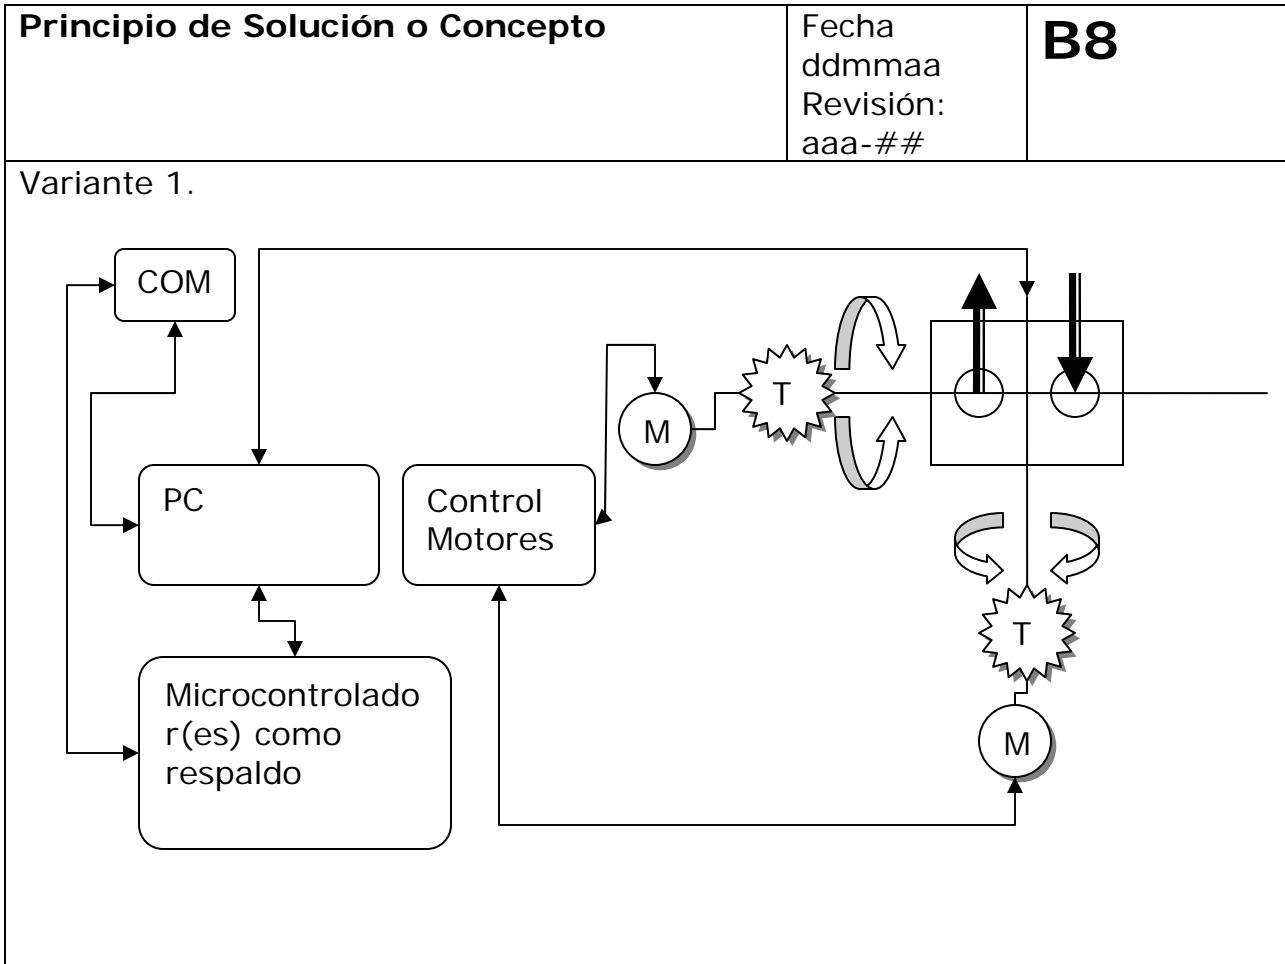 Principio de Solución o Concepto
Fecha
ddmmaa
Revisión:
aaa-##
B8
Variante 1.
COM
PC
Control
Motores
M
T
Microcontrolado
r(es) como
respaldo
T
M